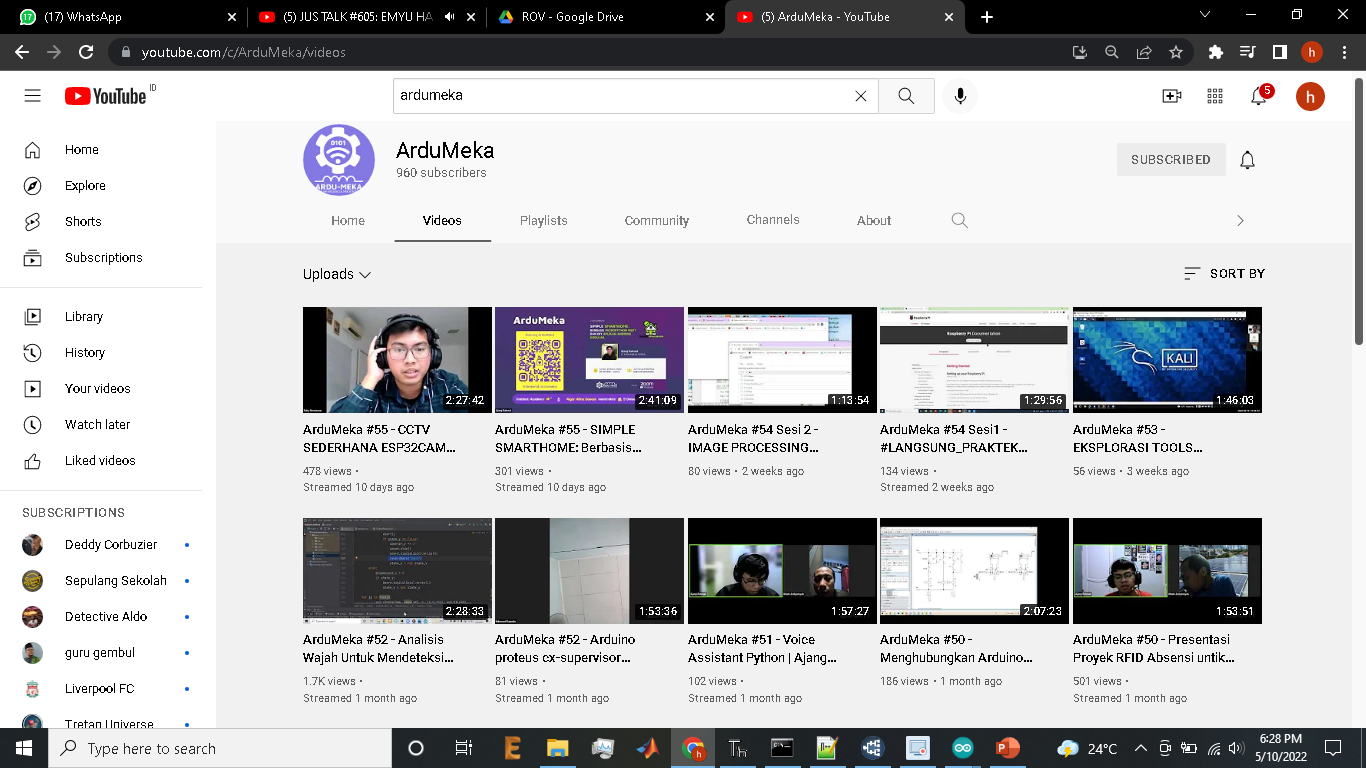 (17) WhatsApp
(5) JUS TALK #605: EMYU HA
ROV - Google Drive
(5) ArduMeka - YouTube
youtube.com/c/ArduMeka/videos
h
YouTube ID
ardumeka
5
h
Home
Explore
Shorts
Subscriptions
Library
History
Your videos
Watch later
Liked videos
SUBSCRIPTIONS
Deddy Corbuzier
Sepulang Sekolah
Detective Aldo
guru gembul
Liverpool FC
Tretan Universe
0101
ARDU-MEKA
ArduMeka
960 subscribers
SUBSCRIBED
Home Videos Playlists Community Channels About
Uploads
SORT BY
2:27:42
ArduMeka
2:41:09
1:13:54
1:29:56
KALI
1:46:03
ArduMeka #55 - CCTV
SEDERHANA ESP32CAM...
478 views •
Streamed 10 days ago
ArduMeka #55 - SIMPLE
SMARTHOME: Berbasis...
301 views •
Streamed 10 days ago
ArduMeka #54 Sesi 2 -
IMAGE PROCESSING...
80 views • 2 weeks ago
ArduMeka #54 Sesi1 -
#LANGSUNG_PRAKTEK...
134 views •
Streamed 2 weeks ago
ArduMeka #53 -
EKSPLORASI TOOLS...
56 views • 3 weeks ago
2:28:33
1:53:36
1:57:27
2:07:23
1:53:51
ArduMeka #52 - Analisis
Wajah Untuk Mendeteksi...
1.7K views •
Streamed 1 month ago
ArduMeka #52 - Arduino
proteus cx-supervisor...
81 views •
Streamed 1 month ago
ArduMeka #51 - Voice
Assistant Python | Ajang...
102 views •
Streamed 1 month ago
ArduMeka #50 -
Menghubungkan Arduino...
186 views • 1 month ago
ArduMeka #50 - Presentasi
Proyek RFID Absensi untik...
501 views •
Streamed 1 month ago
Type here to search
24°C
6:28 PM
5/10/2022